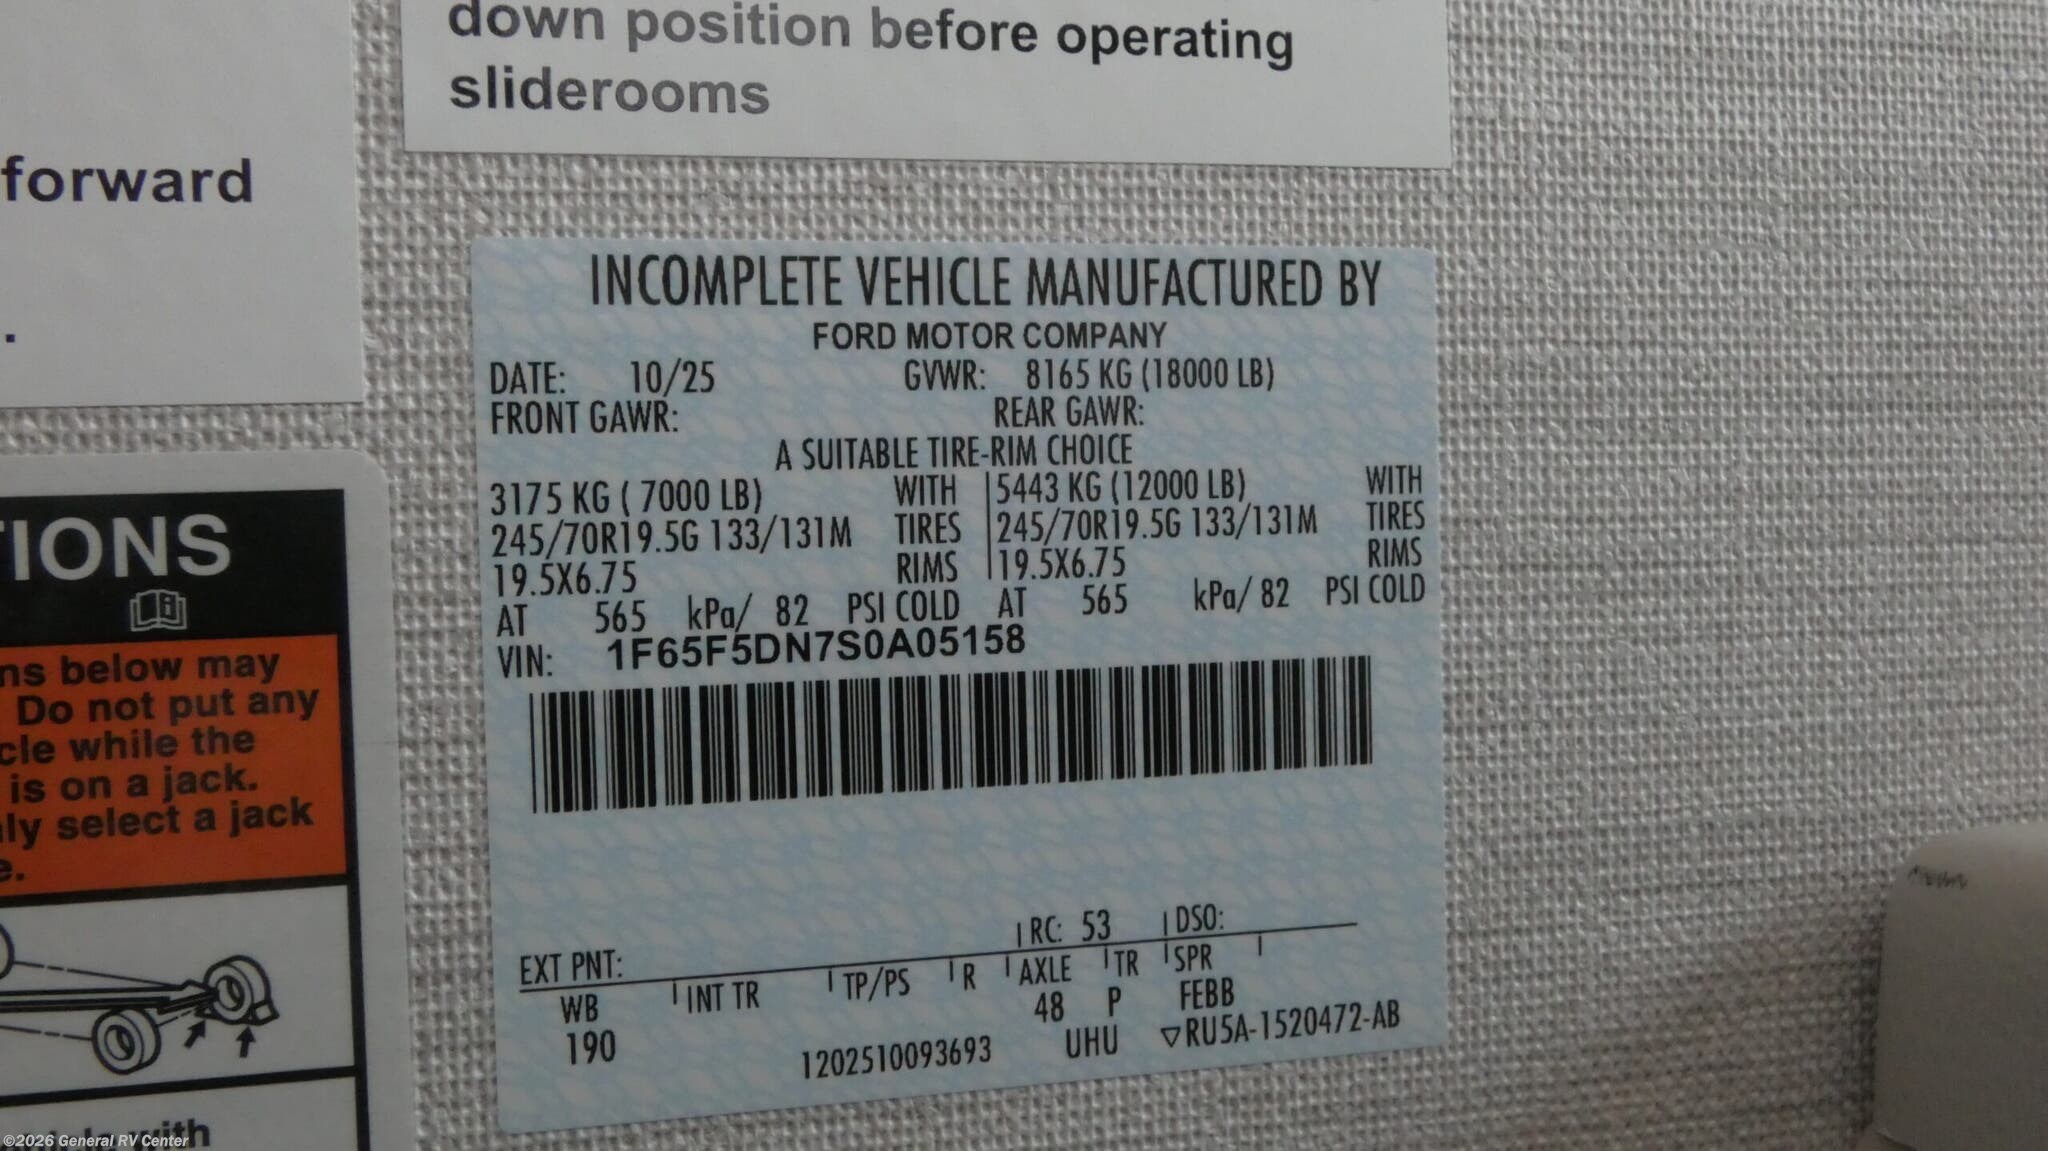 down position before operating
sliderooms
forward
.
INCOMPLETE VEHICLE MANUFACTURED BY
FORD MOTOR COMPANY
DATE: 10/25 GVWR: 8165 KG (18000 LB)
FRONT GAWR: REAR GAWR:
A SUITABLE TIRE-RIM CHOICE
3175 KG ( 7000 LB) WITH 5443 KG (12000 LB) WITH
245/70R19.5G 133/131M TIRES 245/70R19.5G 133/131M TIRES
19.5X6.75 RIMS 19.5X6.75 RIMS
AT 565 kPa/ 82 PSI COLD AT 565 kPa/ 82 PSI COLD
VIN: 1F65F5DN7S0A05158
RC: 53 DSO:
EXT PNT:
WB INT TR TP/PS R AXLE TR SPR
190 48 P FEBB
1202510093693 UHU ▽RU5A-1520472-AB
IONS
ns below may
Do not put any
cle while the
is on a jack.
ly select a jack
e.
with
©2026 General RV Center